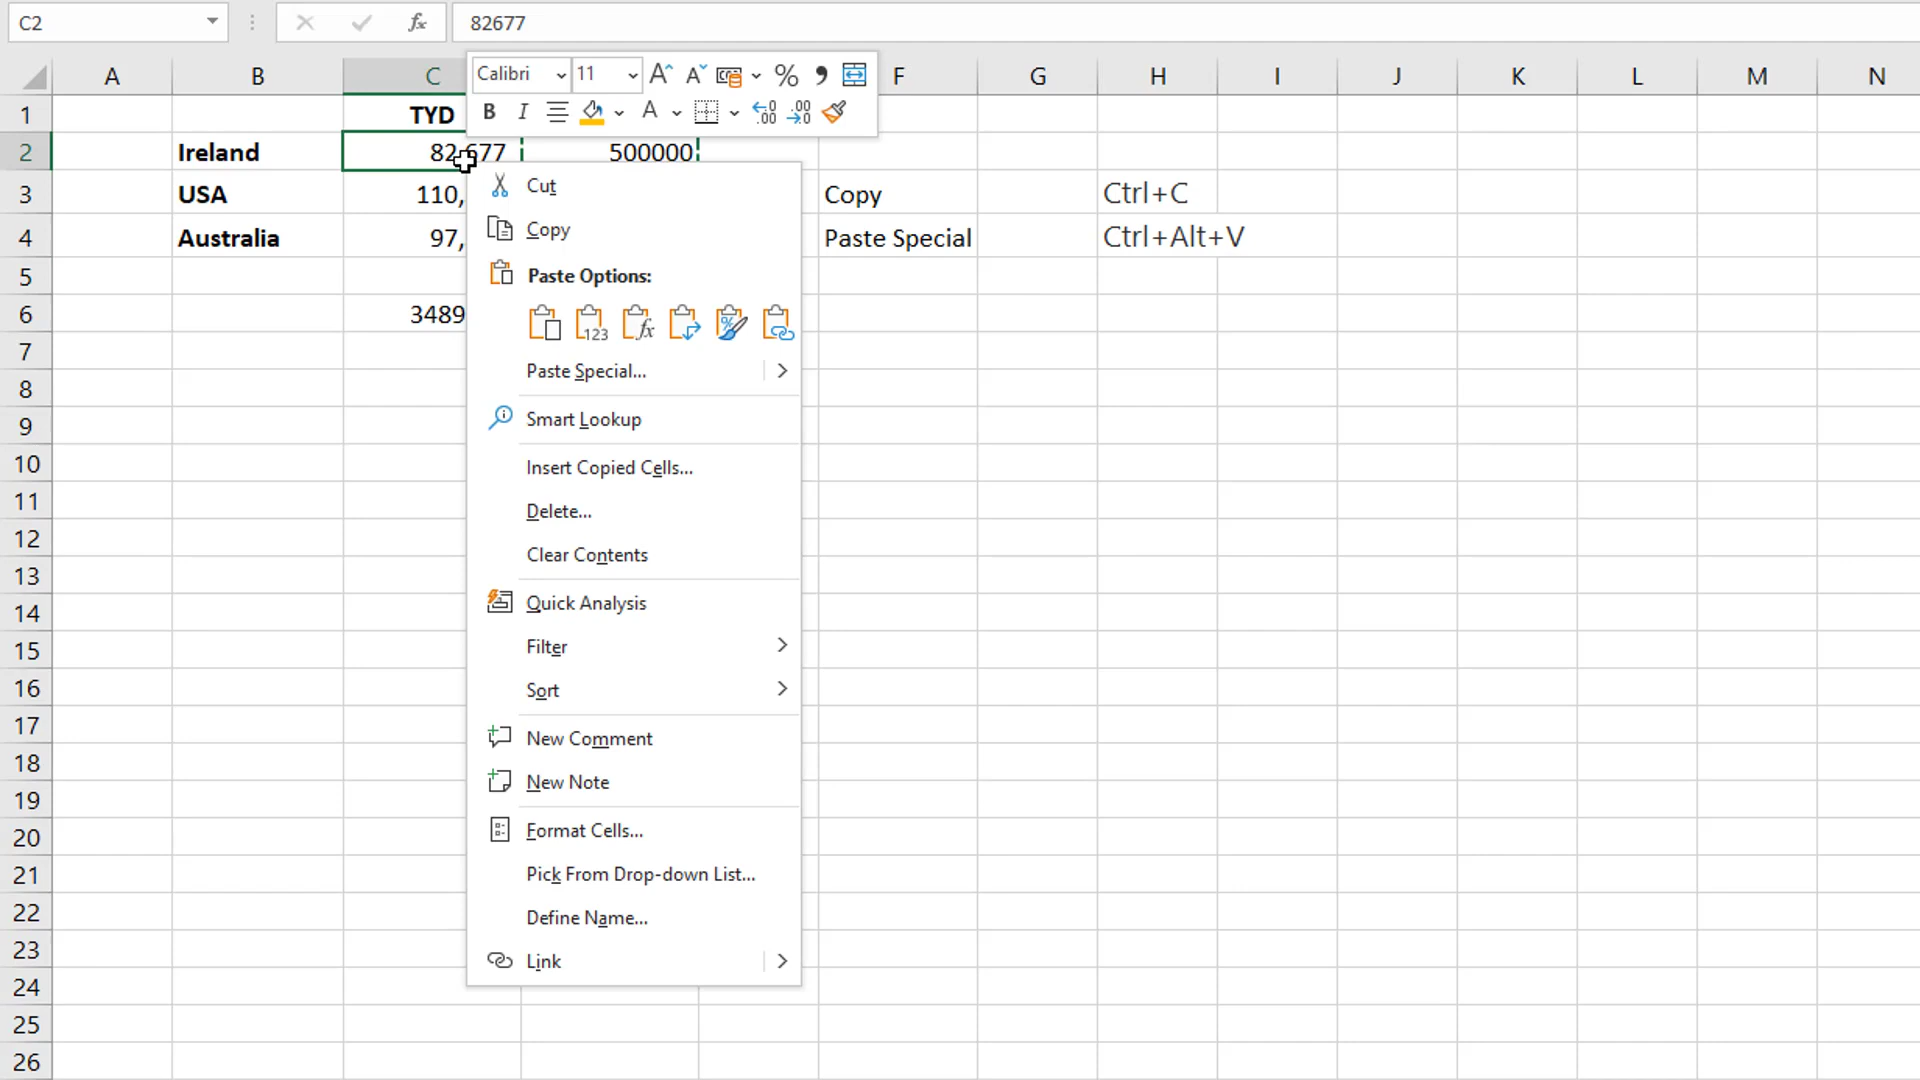 C2
fx
82677
Calibri
11
%
B I A
A B C F G H I J K L M N
1 TYD
2 Ireland 82,677 500000
3 USA 110, Copy Ctrl+C
4 Australia 97, Paste Special Ctrl+Alt+V
5
6 3489
7
8
9
10
11
12
13
14
15
16
17
18
19
20
21
22
23
24
25
26
Cut
Copy
Paste Options:
Paste Special...
Smart Lookup
Insert Copied Cells...
Delete...
Clear Contents
Quick Analysis
Filter
Sort
New Comment
New Note
Format Cells...
Pick From Drop-down List...
Define Name...
Link